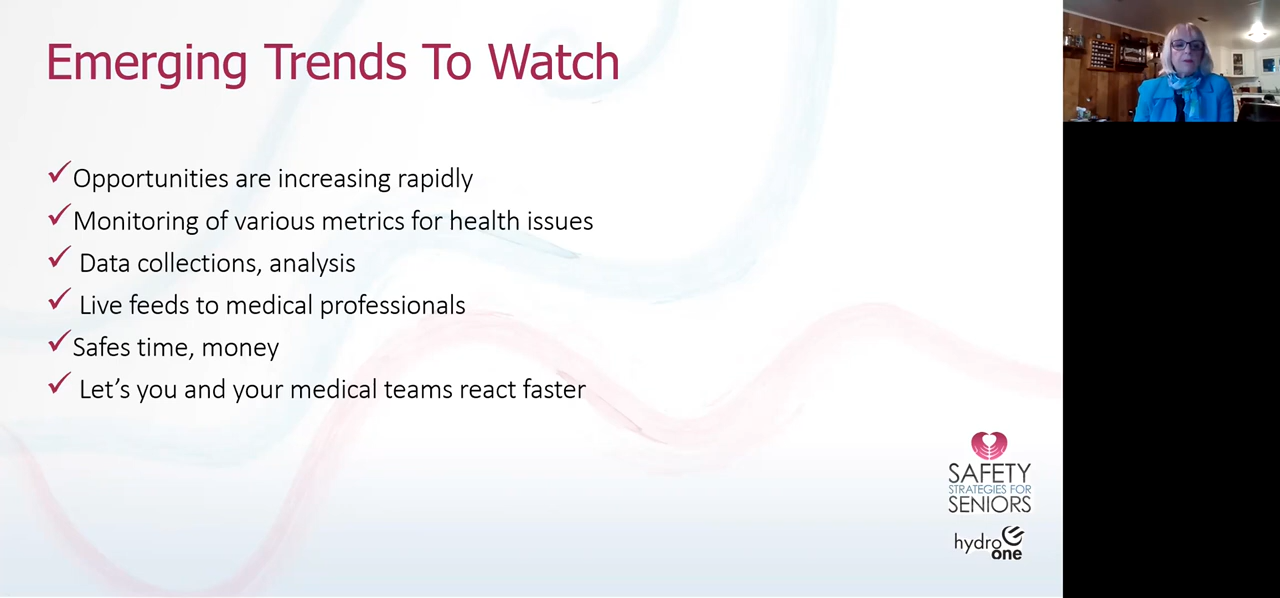 Emerging Trends To Watch
✓Opportunities are increasing rapidly
✓Monitoring of various metrics for health issues
✓ Data collections, analysis
✓ Live feeds to medical professionals
✓Safes time, money
✓ Let’s you and your medical teams react faster
SAFETY
STRATEGIES FOR
SENIORS
hydro
one